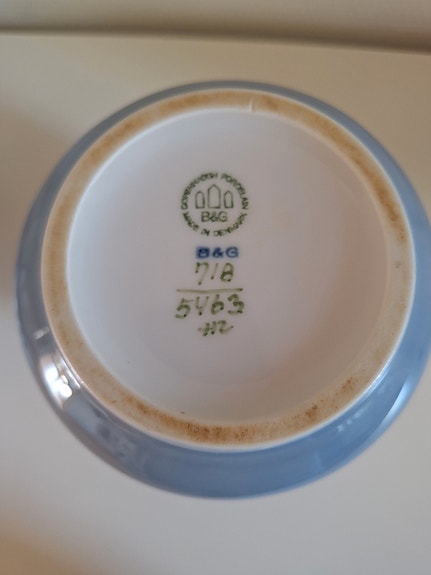 COPENHAGEN PORCELAIN
B&G
MADE IN DENMARK
B&G
718
5463